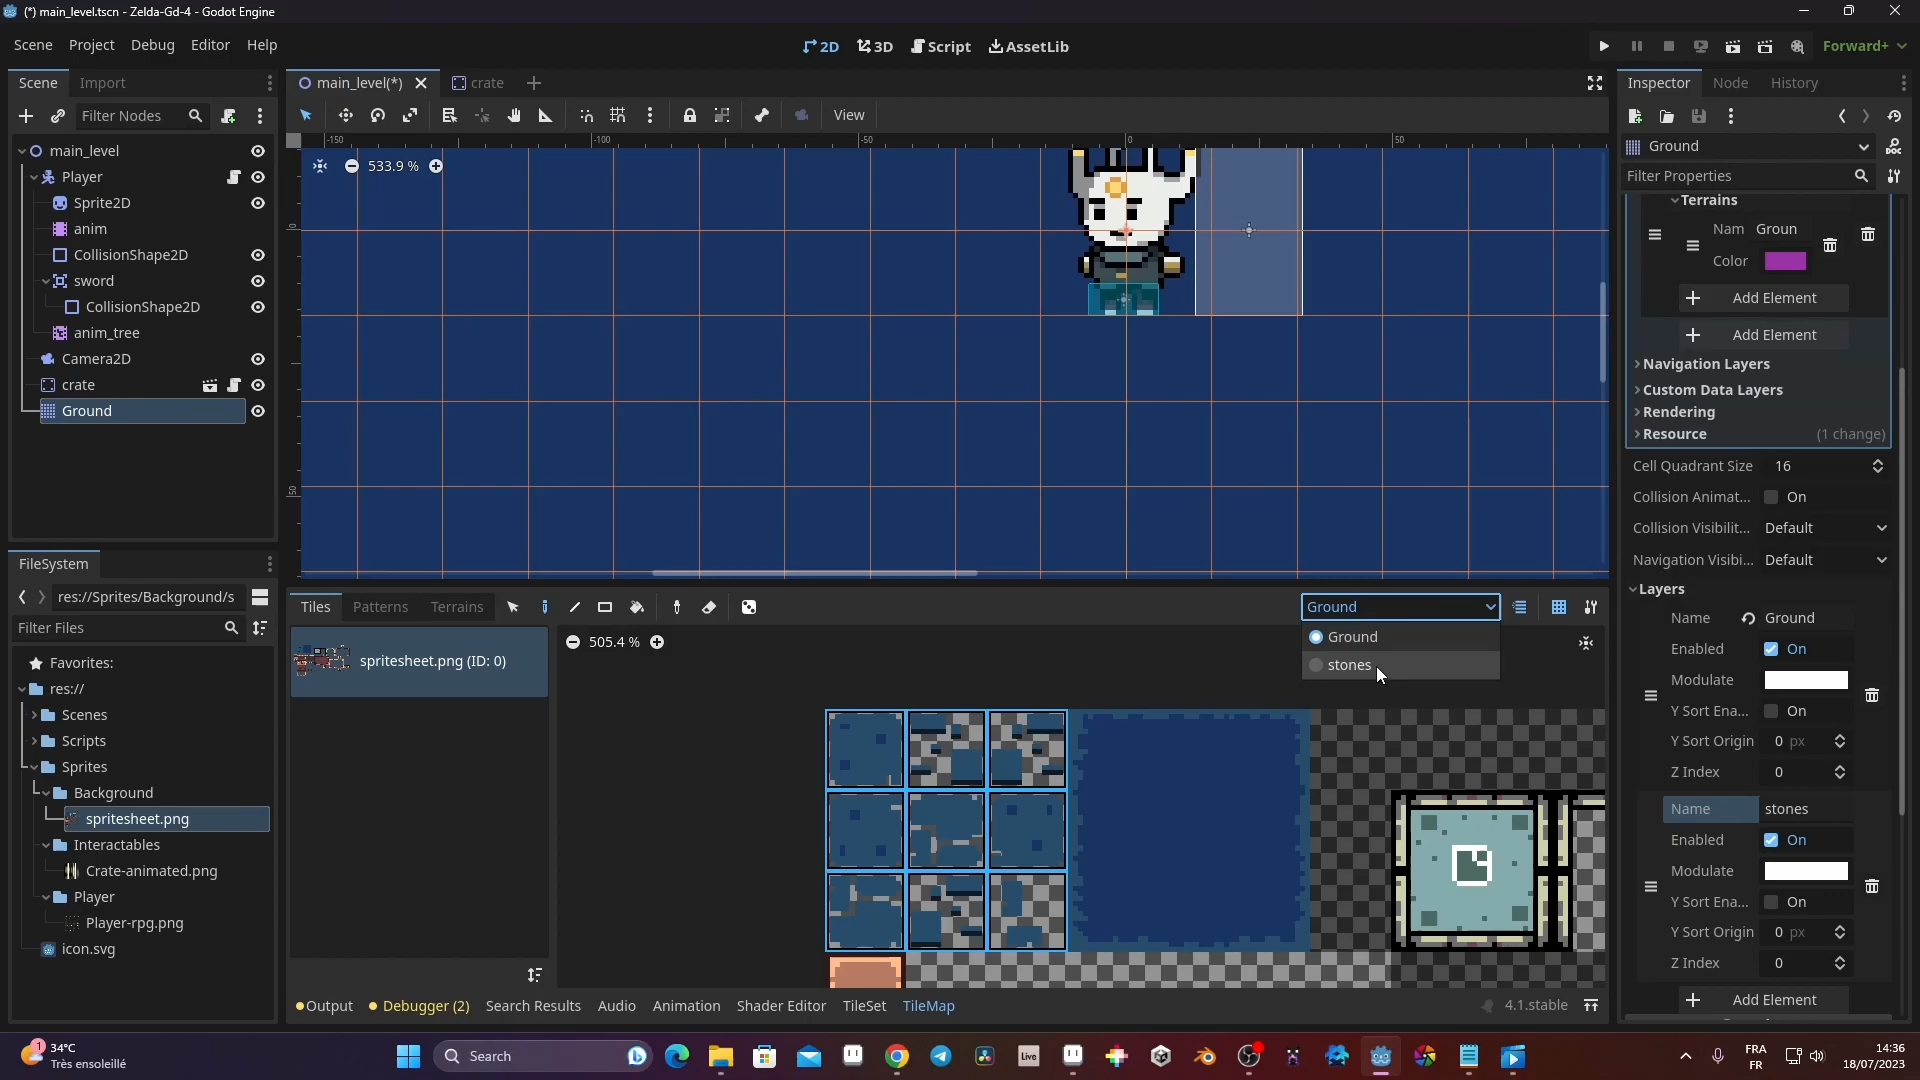 (*) main_level.tscn - Zelda-Gd-4 - Godot Engine
Scene Project Debug Editor Help
2D 3D Script AssetLib
Forward+
Scene Import
Filter Nodes
main_level
Player
Sprite2D
anim
CollisionShape2D
sword
CollisionShape2D
anim_tree
Camera2D
crate
Ground
FileSystem
res://Sprites/Background/s
Filter Files
Favorites:
res://
Scenes
Scripts
Sprites
Background
spritesheet.png
Interactables
Crate-animated.png
Player
Player-rpg.png
icon.svg
main_level(*) crate
View
-150 -100 -50 0 50
0
50
533.9 %
Tiles Patterns Terrains
Ground
Ground
stones
spritesheet.png (ID: 0)
505.4 %
Output Debugger (2) Search Results Audio Animation Shader Editor TileSet TileMap
4.1.stable
Inspector Node History
Ground
Filter Properties
Terrains
Nam Groun
Color
Add Element
Add Element
Navigation Layers
Custom Data Layers
Rendering
Resource (1 change)
Cell Quadrant Size 16
Collision Animat... On
Collision Visibilit... Default
Navigation Visibi... Default
Layers
Name Ground
Enabled On
Modulate
Y Sort Ena... On
Y Sort Origin 0 px
Z Index 0
Name stones
Enabled On
Modulate
Y Sort Ena... On
Y Sort Origin 0 px
Z Index 0
Add Element
1
34°C
Très ensoleillé
Search
Live
FRA
FR
14:36
18/07/2023